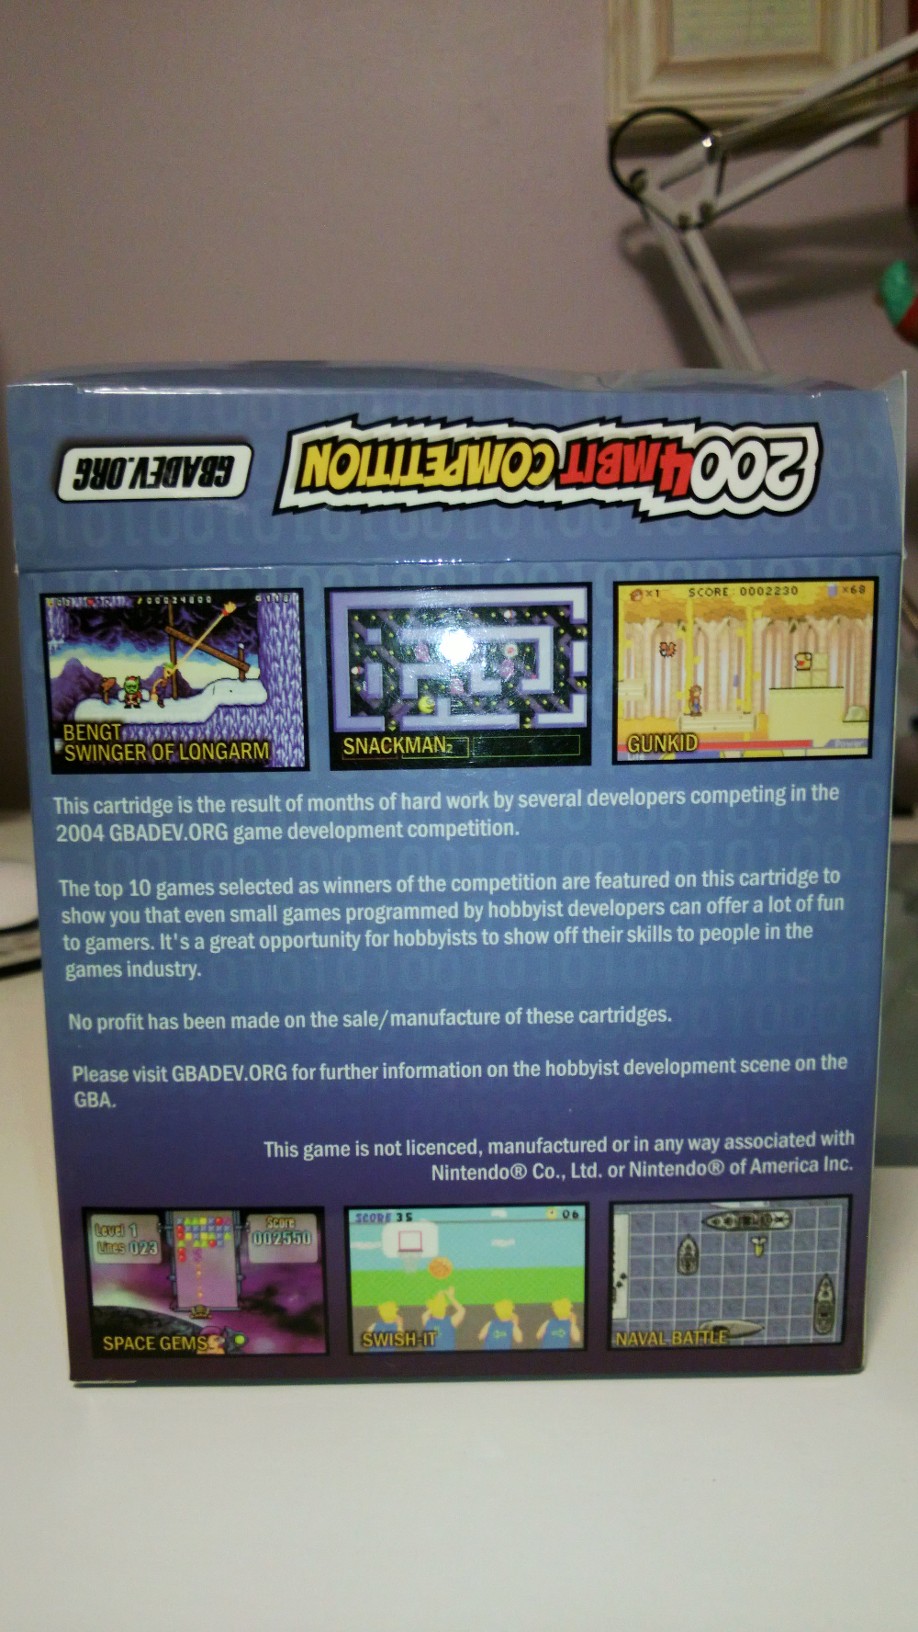 2004MBIT COMPETITION
GBADEV.ORG
BENGT
SWINGER OF LONGARM
SNACKMAN
SCORE 0002230
×1
×68
GUNKID
Power
Life
This cartridge is the result of months of hard work by several developers competing in the
2004 GBADEV.ORG game development competition.
The top 10 games selected as winners of the competition are featured on this cartridge to
show you that even small games programmed by hobbyist developers can offer a lot of fun
to gamers. It's a great opportunity for hobbyists to show off their skills to people in the
games industry.
No profit has been made on the sale/manufacture of these cartridges.
Please visit GBADEV.ORG for further information on the hobbyist development scene on the
GBA.
This game is not licenced, manufactured or in any way associated with
Nintendo® Co., Ltd. or Nintendo® of America Inc.
Level 1
Lines 023
Score
002550
SPACE GEMS
SCORE 35
06
SWISH-IT
NAVAL BATTLE